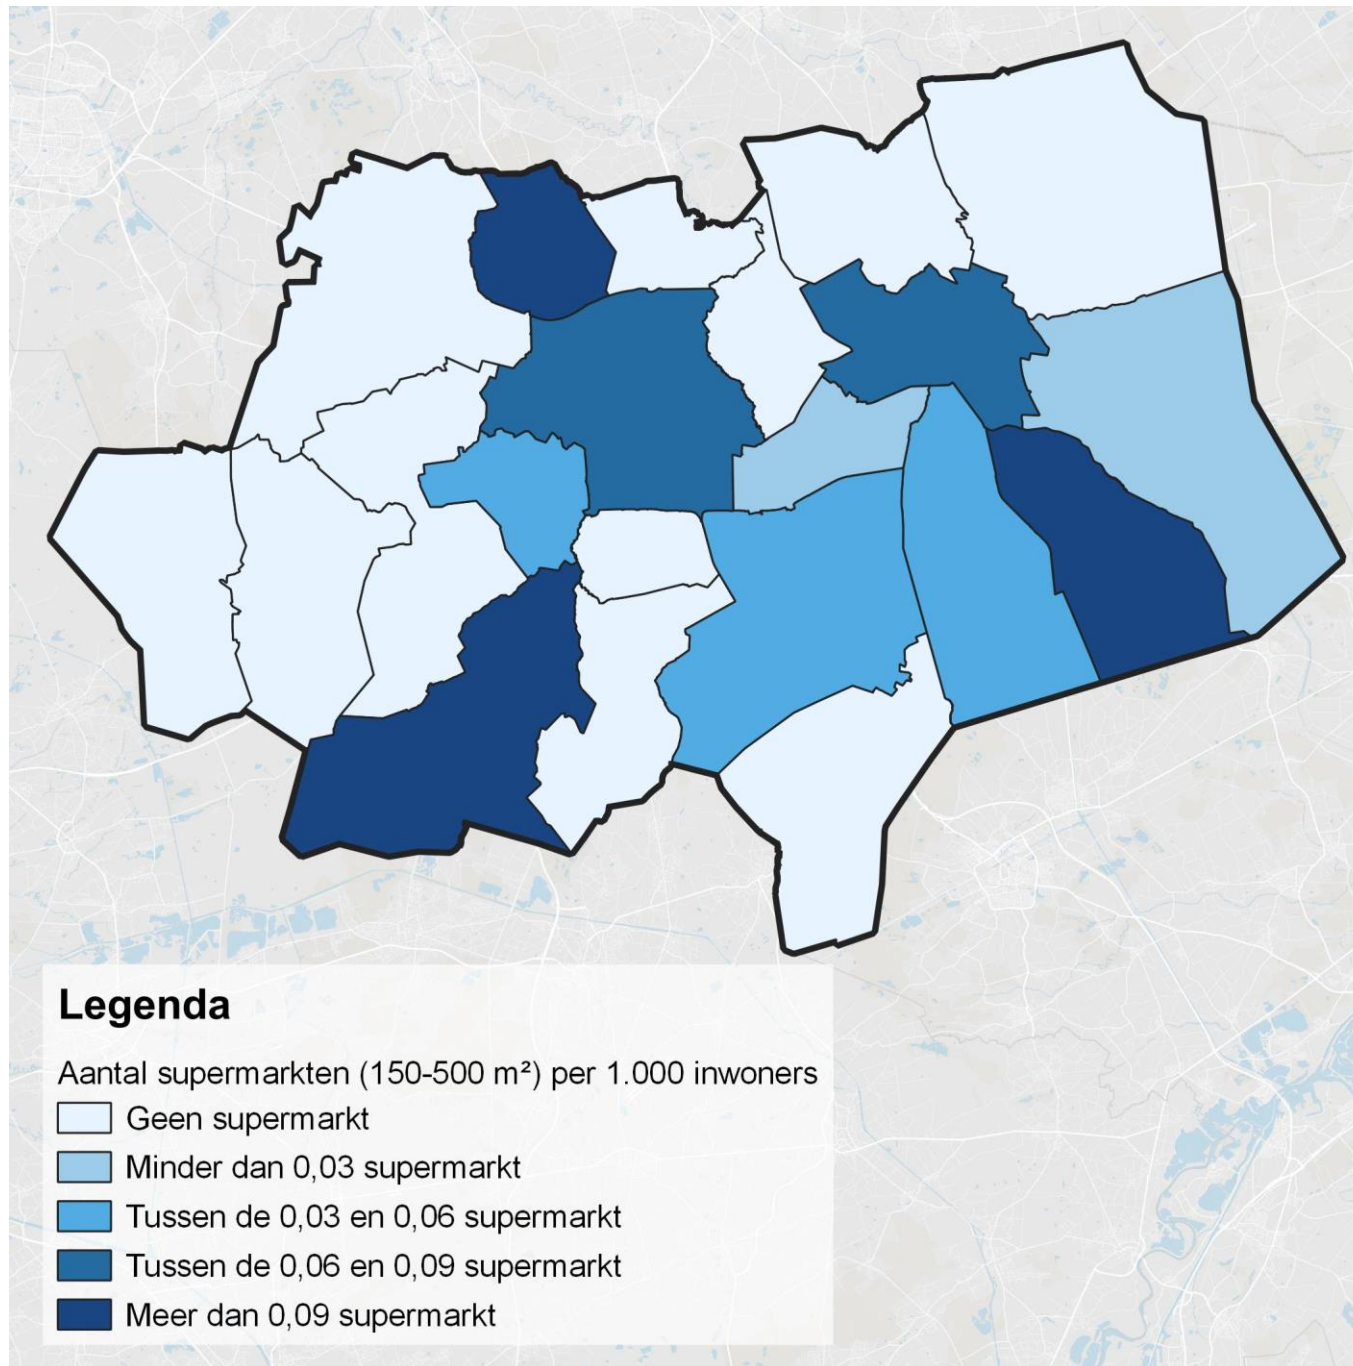 Legenda
Aantal supermarkten (150-500 m²) per 1.000 inwoners
Geen supermarkt
Minder dan 0,03 supermarkt
Tussen de 0,03 en 0,06 supermarkt
Tussen de 0,06 en 0,09 supermarkt
Meer dan 0,09 supermarkt